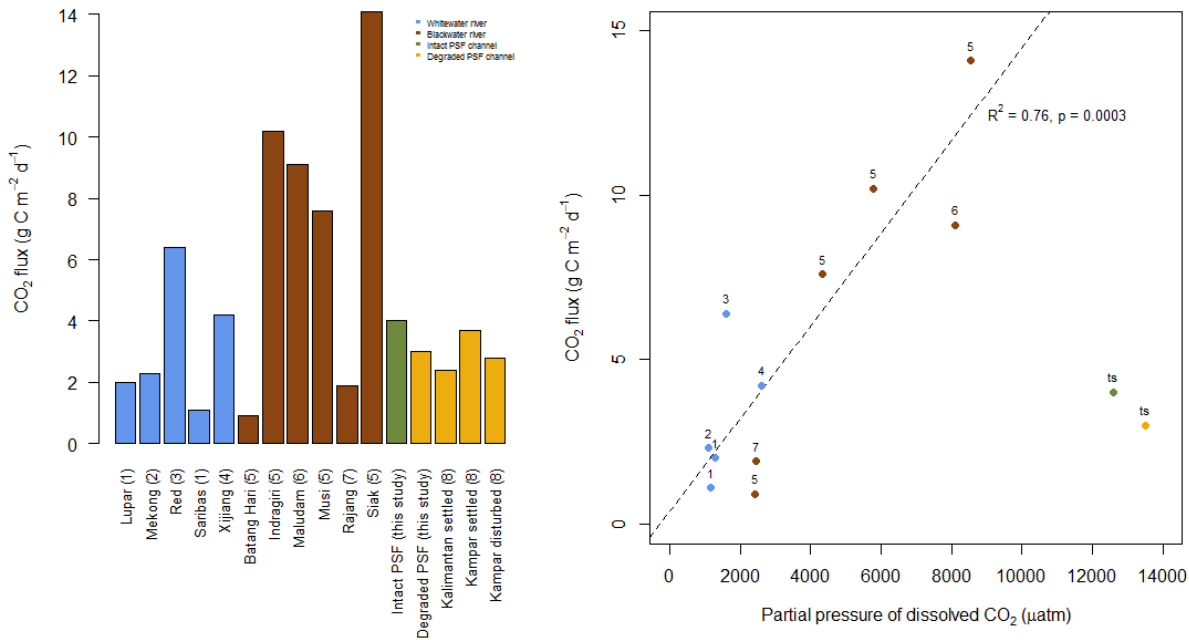 14
12
10
8
6
4
2
0
CO2 flux (g C m−2 d−1)
Whitewater river
Blackwater river
Intact PSF channel
Degraded PSF channel
Lupar (1)
Mekong (2)
Red (3)
Saribas (1)
Xijiang (4)
Batang Hari (5)
Indragiri (5)
Maludam (6)
Musi (5)
Rajang (7)
Siak (5)
Intact PSF (this study)
Degraded PSF (this study)
Kalimantan settled (8)
Kampar settled (8)
Kampar disturbed (8)
15
10
5
0
CO2 flux (g C m−2 d−1)
5
R2 = 0.76, p = 0.0003
5
6
5
3
4
ts
ts
2
1
7
1
5
0 2000 4000 6000 8000 10000 12000 14000
Partial pressure of dissolved CO2 (µatm)